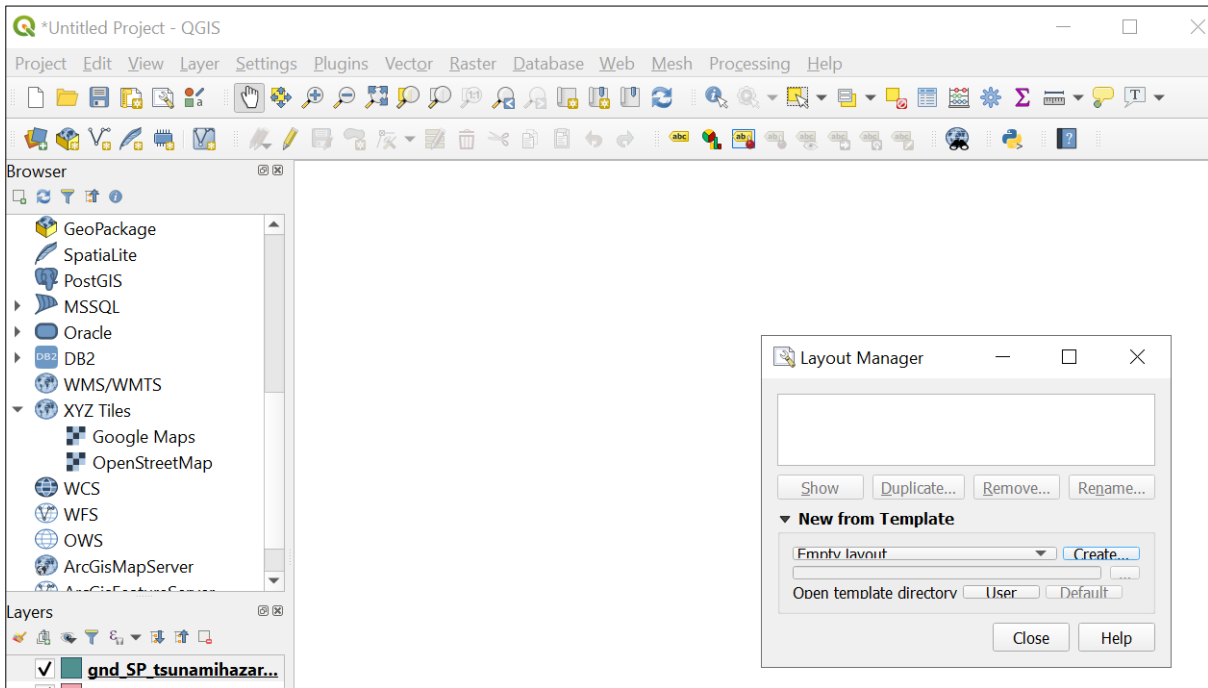 *Untitled Project - QGIS
Project Edit View Layer Settings Plugins Vector Raster Database Web Mesh Processing Help
Browser
GeoPackage
SpatiaLite
PostGIS
MSSQL
Oracle
DB2 DB2
WMS/WMTS
XYZ Tiles
Google Maps
OpenStreetMap
WCS
WFS
OWS
ArcGisMapServer
ArcGisFeatureServer
Layers
gnd_SP_tsunamihazar...
Layout Manager
Show Duplicate... Remove... Rename...
New from Template
Empty layout Create...
...
Open template directory User Default
Close Help